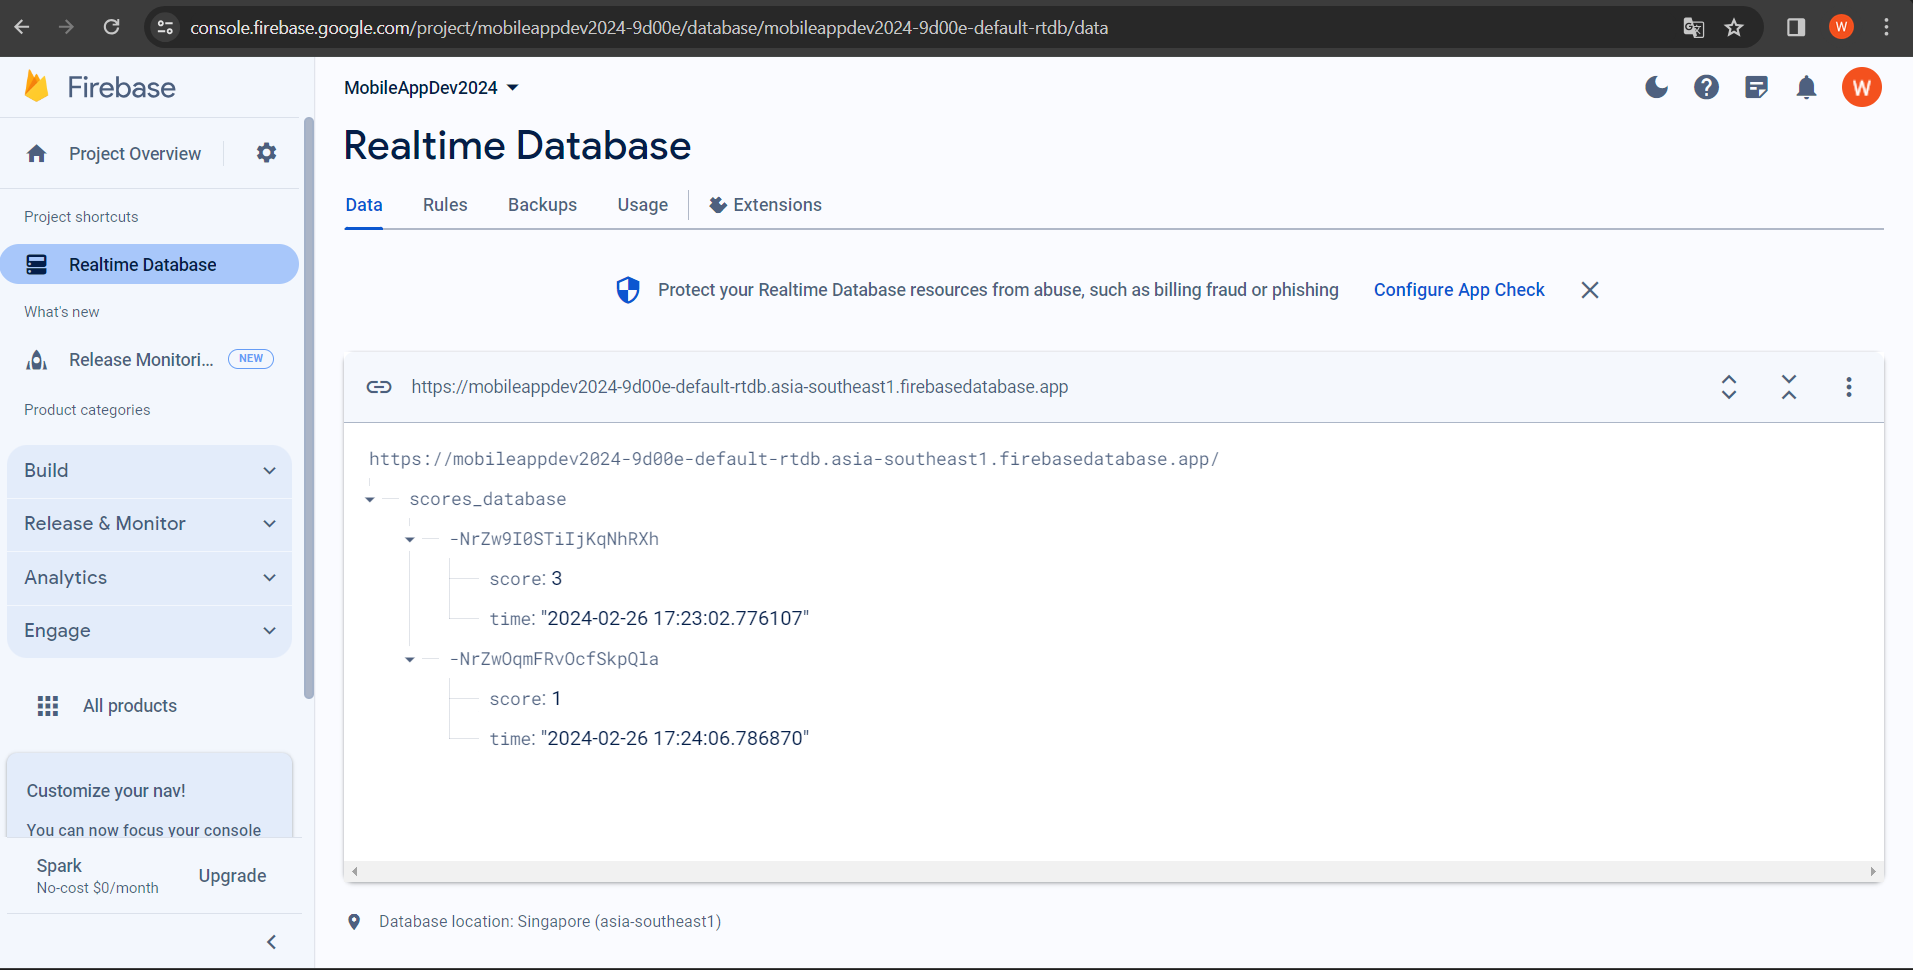 console.firebase.google.com/project/mobileappdev2024-9d00e/database/mobileappdev2024-9d00e-default-rtdb/data
W
Firebase
MobileAppDev2024
W
Project Overview
Realtime Database
Data Rules Backups Usage Extensions
Project shortcuts
Realtime Database
What's new
Release Monitori... NEW
Product categories
Build
Release & Monitor
Analytics
Engage
All products
Customize your nav!
You can now focus your console
Spark
No-cost $0/month
Upgrade
Protect your Realtime Database resources from abuse, such as billing fraud or phishing Configure App Check
https://mobileappdev2024-9d00e-default-rtdb.asia-southeast1.firebasedatabase.app
https://mobileappdev2024-9d00e-default-rtdb.asia-southeast1.firebasedatabase.app/
scores_database
-NrZw9I0STiIjKqNhRXh
score: 3
time: "2024-02-26 17:23:02.776107"
-NrZwOqmFRvOcfSkpQla
score: 1
time: "2024-02-26 17:24:06.786870"
Database location: Singapore (asia-southeast1)